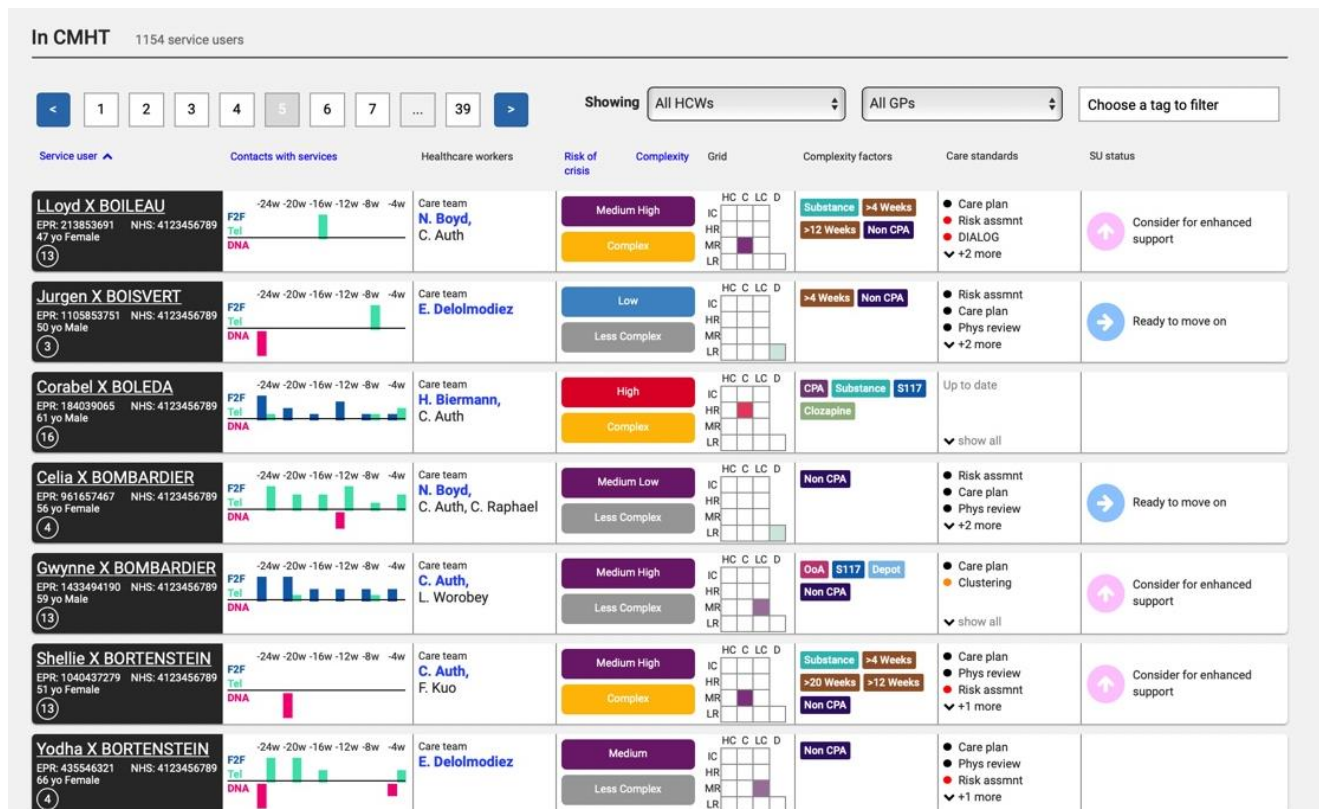 In CMHT 1154 service users
< 1 2 3 4 5 6 7 ... 39 >
Showing All HCWs All GPs Choose a tag to filter
Service user Contacts with services Healthcare workers Risk of crisis Complexity Grid Complexity factors Care standards SU status
LLoyd X BOILEAU
EPR: 213853691 NHS: 4123456789
47 yo Female
13
-24w -20w -16w -12w -8w -4w
F2F
Tel
DNA
Care team
N. Boyd,
C. Auth
Medium High
Complex
HC C LC D
IC
HR
MR
LR
Substance >4 Weeks
>12 Weeks Non CPA
Care plan
Risk assmnt
DIALOG
+2 more
Consider for enhanced
support
Jurgen X BOISVERT
EPR: 1105853751 NHS: 4123456789
50 yo Male
3
-24w -20w -16w -12w -8w -4w
F2F
Tel
DNA
Care team
E. Delolmodiez
Low
Less Complex
HC C LC D
IC
HR
MR
LR
>4 Weeks Non CPA
Risk assmnt
Care plan
Phys review
+2 more
Ready to move on
Corabel X BOLEDA
EPR: 184039065 NHS: 4123456789
61 yo Male
16
-24w -20w -16w -12w -8w -4w
F2F
Tel
DNA
Care team
H. Biermann,
C. Auth
High
Complex
HC C LC D
IC
HR
MR
LR
CPA Substance S117
Clozapine
Up to date
show all
Celia X BOMBARDIER
EPR: 961657467 NHS: 4123456789
56 yo Female
4
-24w -20w -16w -12w -8w -4w
F2F
Tel
DNA
Care team
N. Boyd,
C. Auth, C. Raphael
Medium Low
Less Complex
HC C LC D
IC
HR
MR
LR
Non CPA
Risk assmnt
Care plan
Phys review
+2 more
Ready to move on
Gwynne X BOMBARDIER
EPR: 1433494190 NHS: 4123456789
59 yo Male
13
-24w -20w -16w -12w -8w -4w
F2F
Tel
DNA
Care team
C. Auth,
L. Worobey
Medium High
Less Complex
HC C LC D
IC
HR
MR
LR
OoA S117 Depot
Non CPA
Care plan
Clustering
show all
Consider for enhanced
support
Shellie X BORTENSTEIN
EPR: 1040437279 NHS: 4123456789
51 yo Female
13
-24w -20w -16w -12w -8w -4w
F2F
Tel
DNA
Care team
C. Auth,
F. Kuo
Medium High
Complex
HC C LC D
IC
HR
MR
LR
Substance >4 Weeks
>20 Weeks >12 Weeks
Non CPA
Care plan
Phys review
Risk assmnt
+1 more
Consider for enhanced
support
Yodha X BORTENSTEIN
EPR: 435546321 NHS: 4123456789
66 yo Female
4
-24w -20w -16w -12w -8w -4w
F2F
Tel
DNA
Care team
E. Delolmodiez
Medium
Less Complex
HC C LC D
IC
HR
MR
LR
Non CPA
Care plan
Phys review
Risk assmnt
+1 more